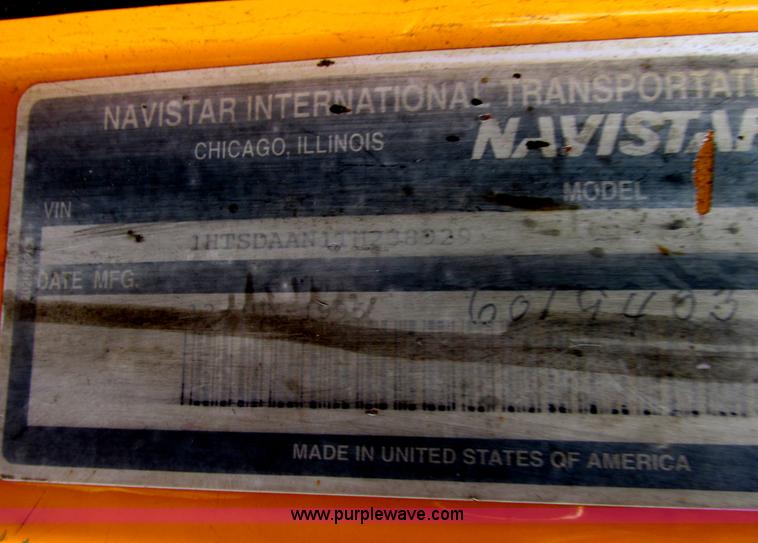 NAVISTAR INTERNATIONAL TRANSPORTATI
CHICAGO, ILLINOIS
NAVISTAR
MODEL
VIN
DATE MFG.
6019403
MADE IN UNITED STATES OF AMERICA
www.purplewave.com